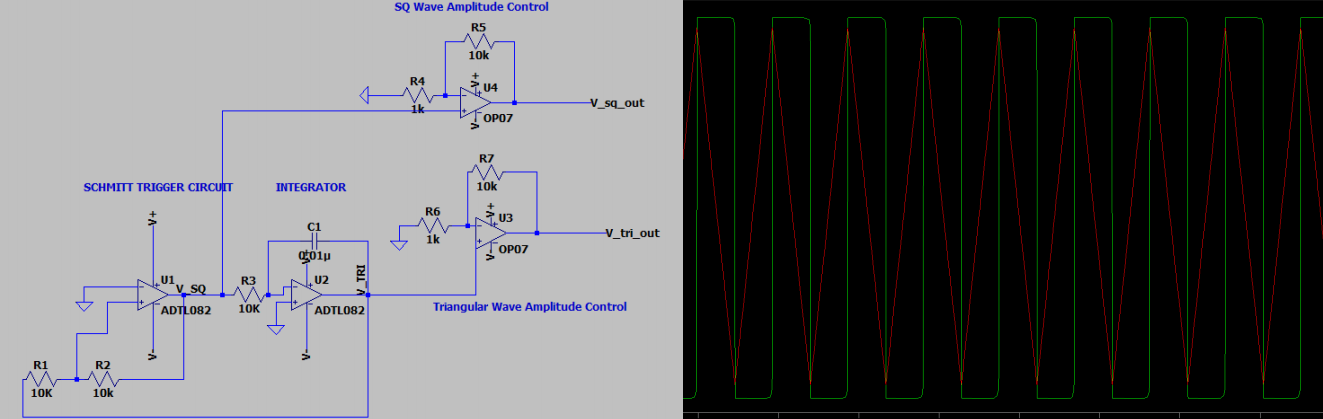 SQ Wave Amplitude Control
R5
10k
V+
R4
U4
1k
V-
OP07
V_sq_out
R7
10k
SCHMITT TRIGGER CIRCUIT
INTEGRATOR
V+
R6
U3
1k
V-
OP07
V_tri_out
V+
C1
0.01µ
V+
U1
V_SQ
R3
U2
V_TRI
10K
ADTL082
ADTL082
Triangular Wave Amplitude Control
V-
V-
R1
R2
10K
10k